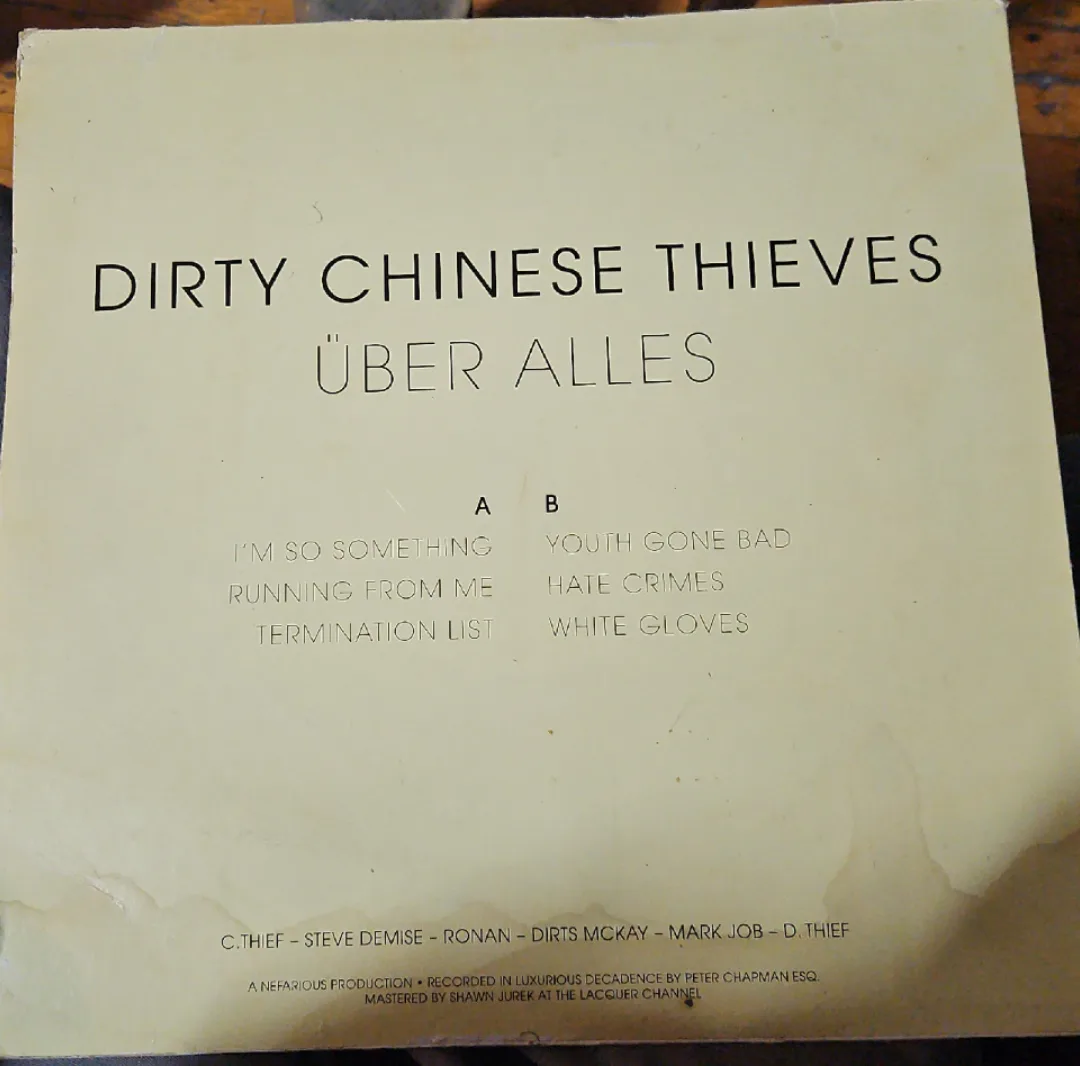 DIRTY CHINESE THIEVES
ÜBER ALLES
A
I'M SO SOMETHING
RUNNING FROM ME
TERMINATION LIST
B
YOUTH GONE BAD
HATE CRIMES
WHITE GLOVES
C.THIEF – STEVE DEMISE – RONAN – DIRTS MCKAY – MARK JOB – D. THIEF
A NEFARIOUS PRODUCTION • RECORDED IN LUXURIOUS DECADENCE BY PETER CHAPMAN ESQ.
MASTERED BY SHAWN JUREK AT THE LACQUER CHANNEL